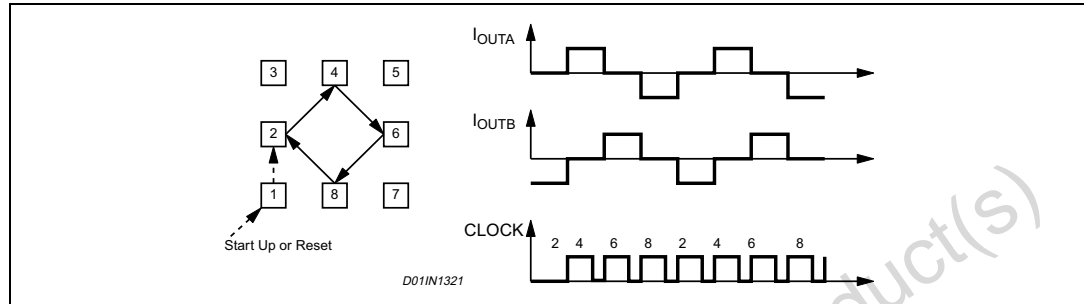 3 4 5
2 6
1 8 7
Start Up or Reset
D01IN1321
IOUTA
IOUTB
CLOCK
2 4 6 8 2 4 6 8
duct(s)